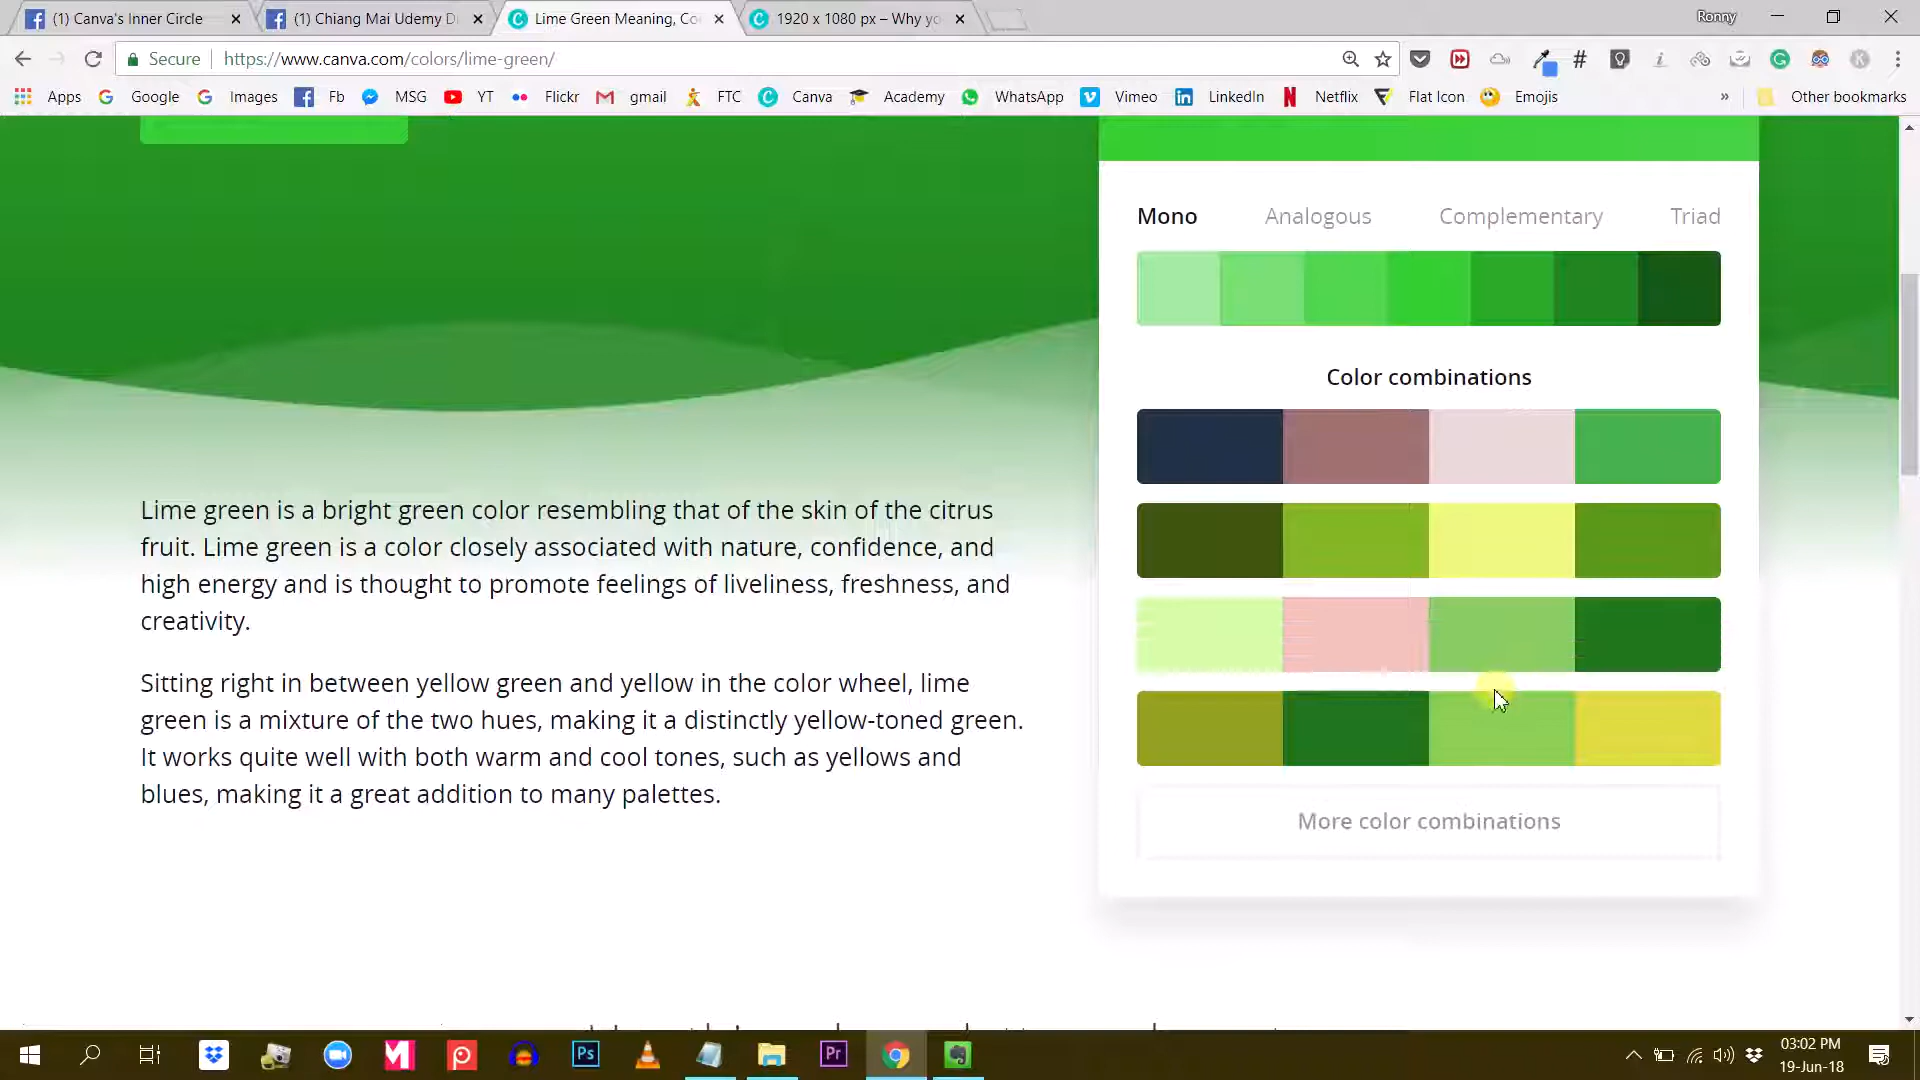 (1) Canva's Inner Circle
(1) Chiang Mai Udemy D
Lime Green Meaning, Co
1920 x 1080 px – Why yo
Ronny
Secure
https://www.canva.com/colors/lime-green/
Apps
Google
Images
Fb
MSG
YT
Flickr
gmail
FTC
Canva
Academy
WhatsApp
Vimeo
LinkedIn
Netflix
Flat Icon
Emojis
»
Other bookmarks
Mono
Analogous
Complementary
Triad
Color combinations
Lime green is a bright green color resembling that of the skin of the citrus
fruit. Lime green is a color closely associated with nature, confidence, and
high energy and is thought to promote feelings of liveliness, freshness, and
creativity.
Sitting right in between yellow green and yellow in the color wheel, lime
green is a mixture of the two hues, making it a distinctly yellow-toned green.
It works quite well with both warm and cool tones, such as yellows and
blues, making it a great addition to many palettes.
More color combinations
Ps
Pr
03:02 PM
19-Jun-18